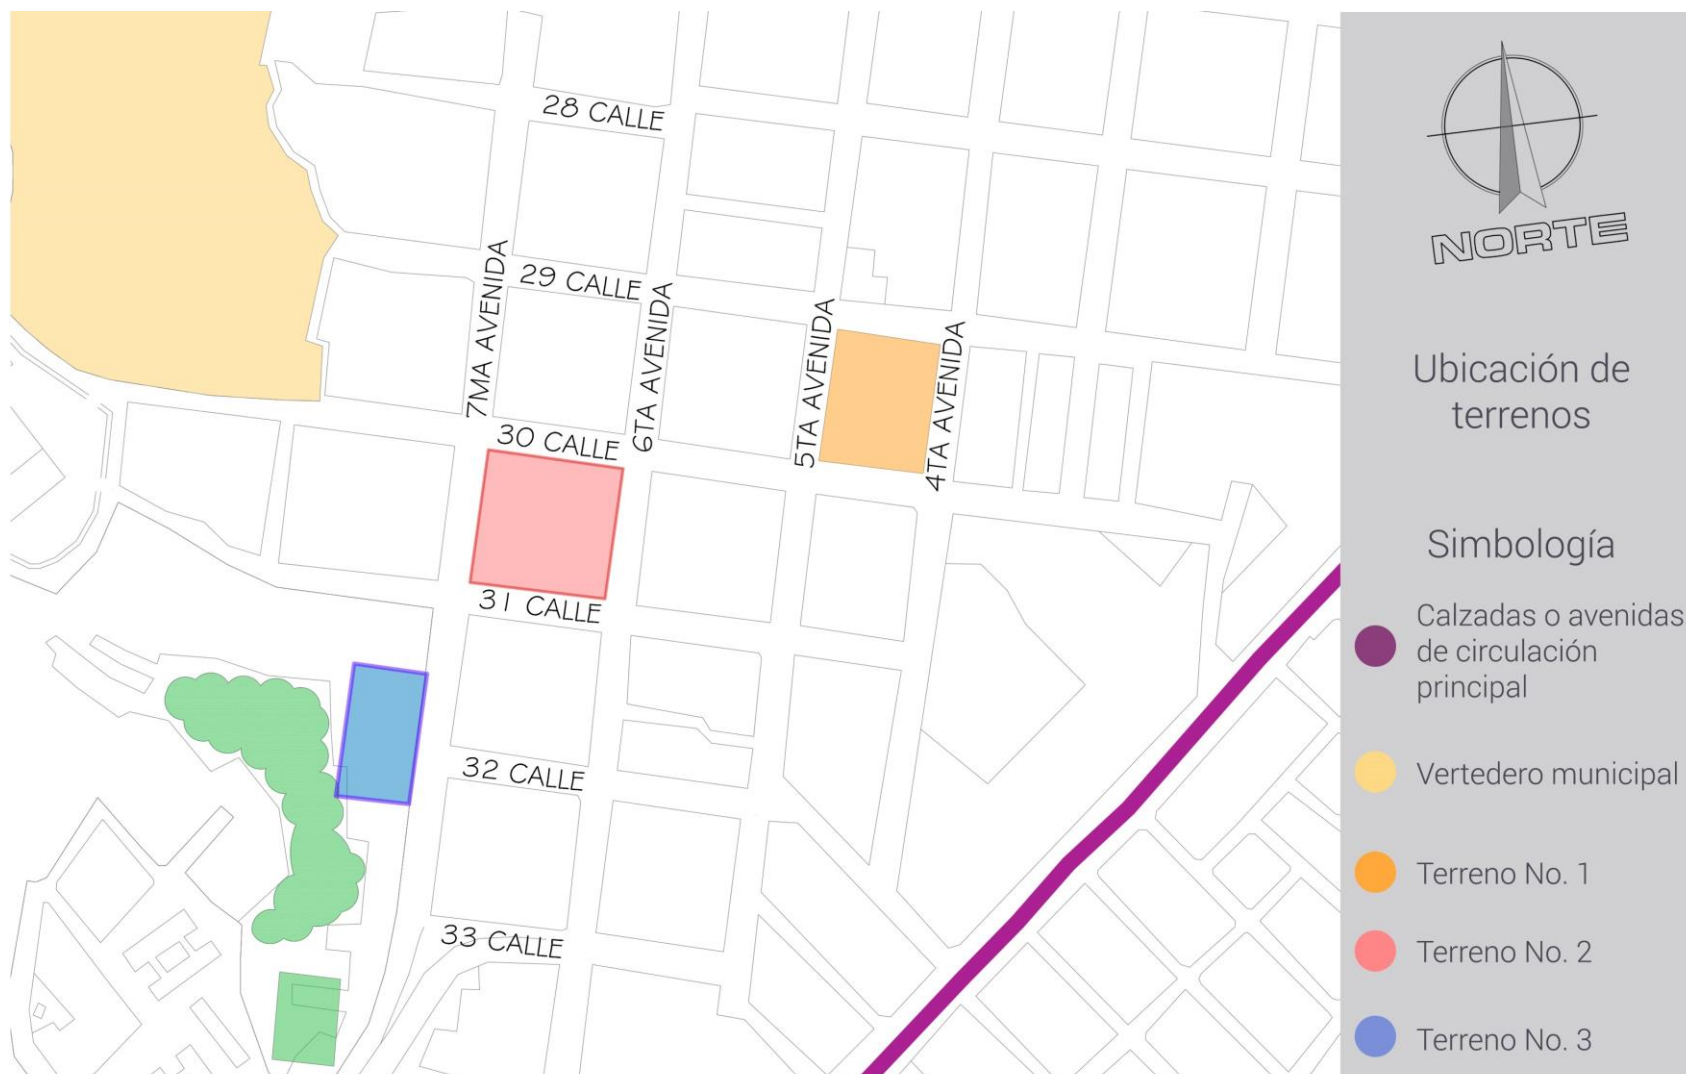 28 CALLE
29 CALLE
7MA AVENIDA
6TA AVENIDA
5TA AVENIDA
4TA AVENIDA
30 CALLE
31 CALLE
32 CALLE
33 CALLE
NORTE
Ubicación de
terrenos
Simbología
Calzadas o avenidas
de circulación
principal
Vertedero municipal
Terreno No. 1
Terreno No. 2
Terreno No. 3